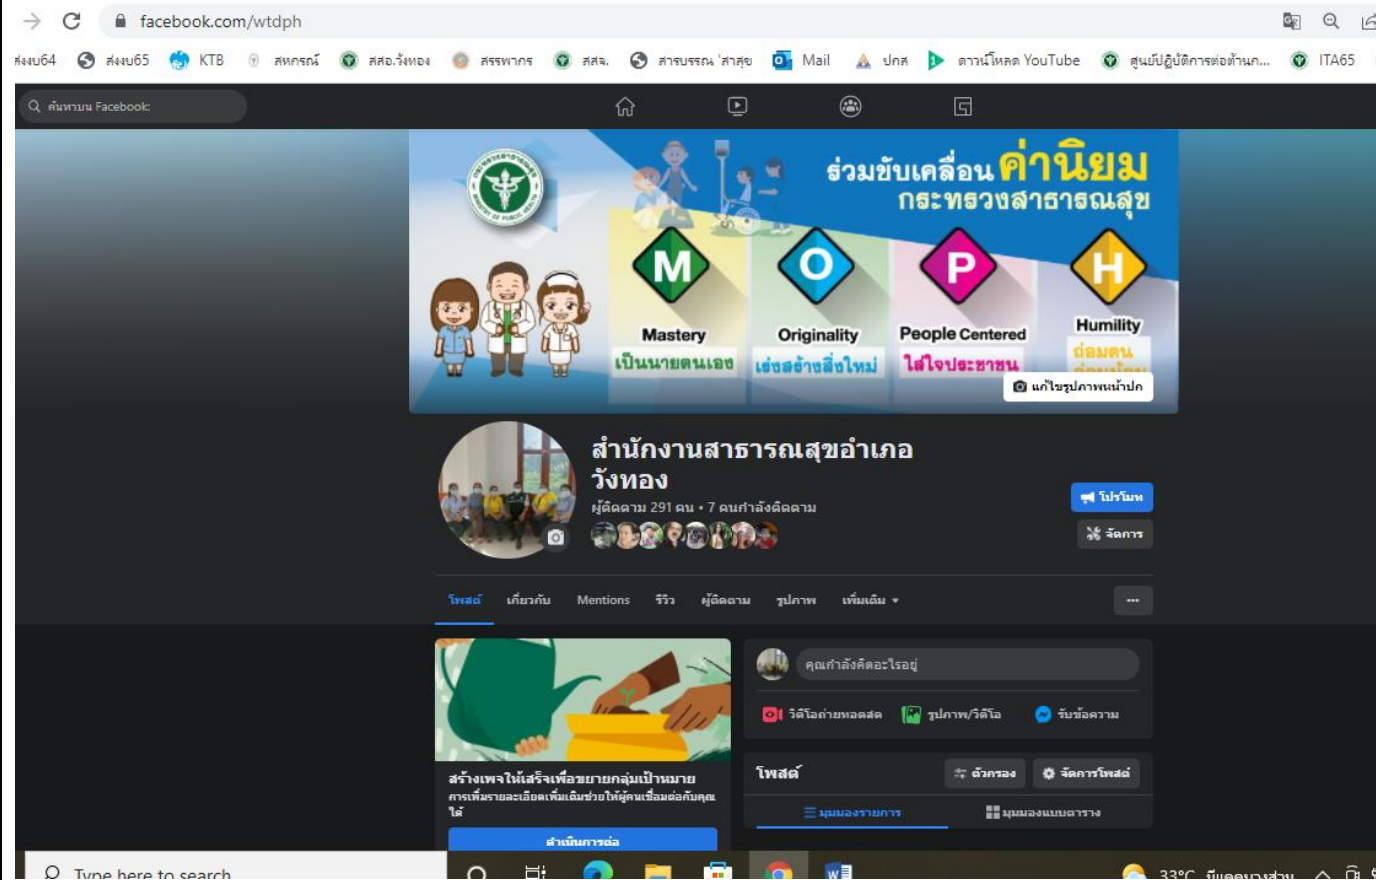 facebook.com/wtdph
ส่งงบ64 ส่งงบ65 KTB สหกรณ์ สสอ.วังทอง สรรพากร สสจ. สารบรรณ 'สาสุข Mail ปกส ดาวน์โหลด YouTube ศูนย์ปฏิบัติการต่อต้านก... ITA65
ค้นหาบน Facebook:
ร่วมขับเคลื่อน ค่านิยม
กระทรวงสาธารณสุข
M O P H
Mastery Originality People Centered Humility
เป็นนายตนเอง เร่งสร้างสิ่งใหม่ ใส่ใจประชาชน ถ่อมตน
อ่อนน้อม
แก้ไขรูปภาพหน้าปก
สำนักงานสาธารณสุขอำเภอ
วังทอง
ผู้ติดตาม 291 คน • 7 คนกำลังติดตาม
โปรโมท
จัดการ
โพสต์ เกี่ยวกับ Mentions รีวิว ผู้ติดตาม รูปภาพ เพิ่มเติม
คุณกำลังคิดอะไรอยู่
วิดีโอถ่ายทอดสด รูปภาพ/วิดีโอ รับข้อความ
สร้างเพจให้เสร็จเพื่อขยายกลุ่มเป้าหมาย
การเพิ่มรายละเอียดเพิ่มเติมช่วยให้ผู้คนเชื่อมต่อกับคุณ
ได้
ดำเนินการต่อ
โพสต์ ตัวกรอง จัดการโพสต์
มุมมองรายการ มุมมองแบบตาราง
Type here to search
33°C มีแดดบางส่วน